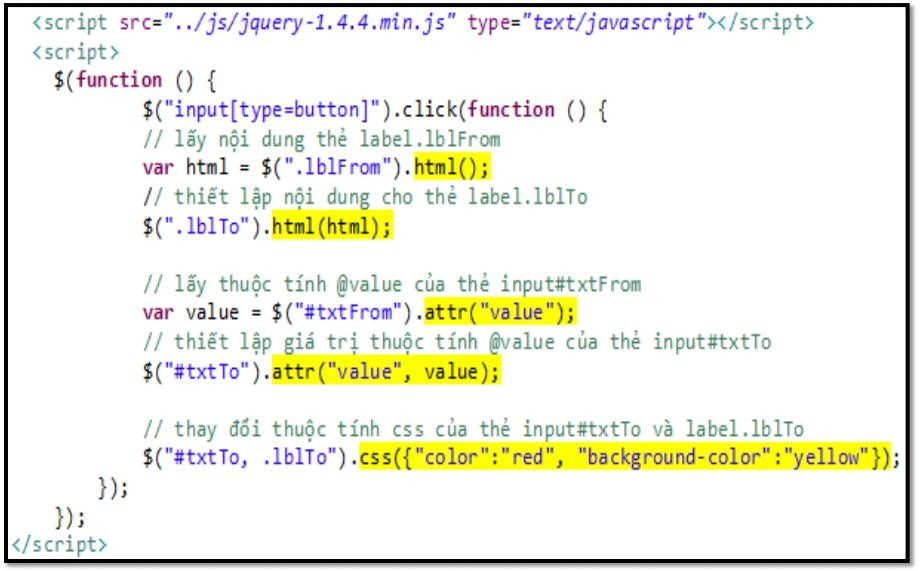 <script src="../js/jquery-1.4.4.min.js" type="text/javascript"></script>
<script>
$(function () {
$("input[type=button]").click(function () {
// lấy nội dung thẻ label.lblFrom
var html = $(".lblFrom").html();
// thiết lập nội dung cho thẻ label.lblTo
$(".lblTo").html(html);
// lấy thuộc tính @value của thẻ input#txtFrom
var value = $("#txtFrom").attr("value");
// thiết lập giá trị thuộc tính @value của thẻ input#txtTo
$("#txtTo").attr("value", value);
// thay đổi thuộc tính css của thẻ input#txtTo và label.lblTo
$("#txtTo, .lblTo").css({"color":"red", "background-color":"yellow"});
});
});
</script>